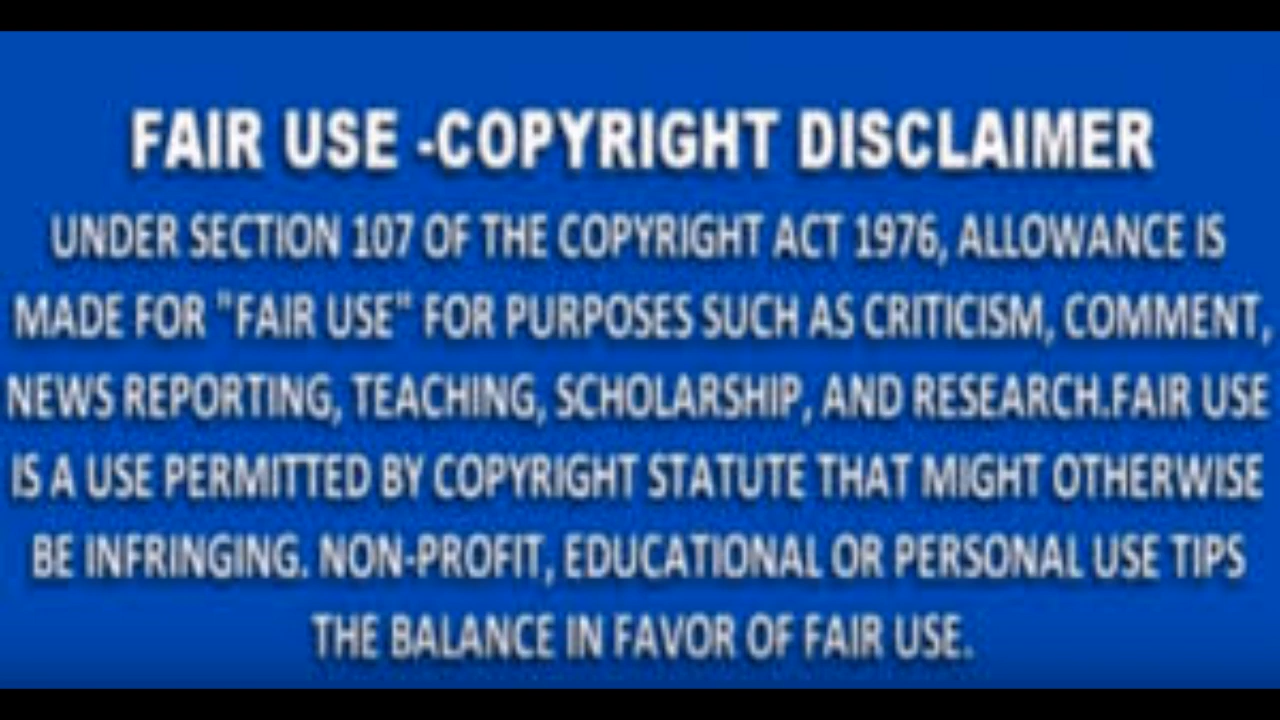 FAIR USE -COPYRIGHT DISCLAIMER
UNDER SECTION 107 OF THE COPYRIGHT ACT 1976, ALLOWANCE IS
MADE FOR "FAIR USE" FOR PURPOSES SUCH AS CRITICISM, COMMENT,
NEWS REPORTING, TEACHING, SCHOLARSHIP, AND RESEARCH.FAIR USE
IS A USE PERMITTED BY COPYRIGHT STATUTE THAT MIGHT OTHERWISE
BE INFRINGING. NON-PROFIT, EDUCATIONAL OR PERSONAL USE TIPS
THE BALANCE IN FAVOR OF FAIR USE.